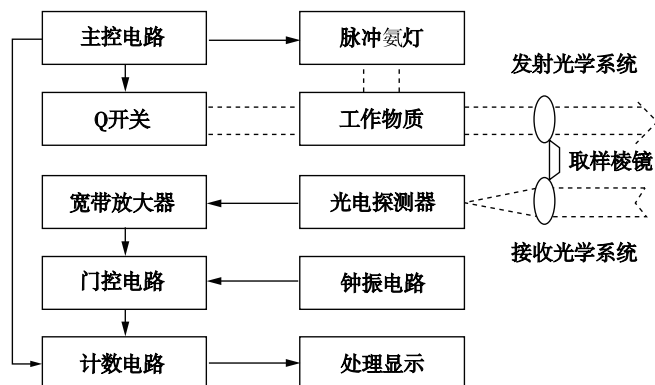 主控电路
脉冲氨灯
发射光学系统
Q开关
工作物质
取样棱镜
宽带放大器
光电探测器
接收光学系统
门控电路
钟振电路
计数电路
处理显示